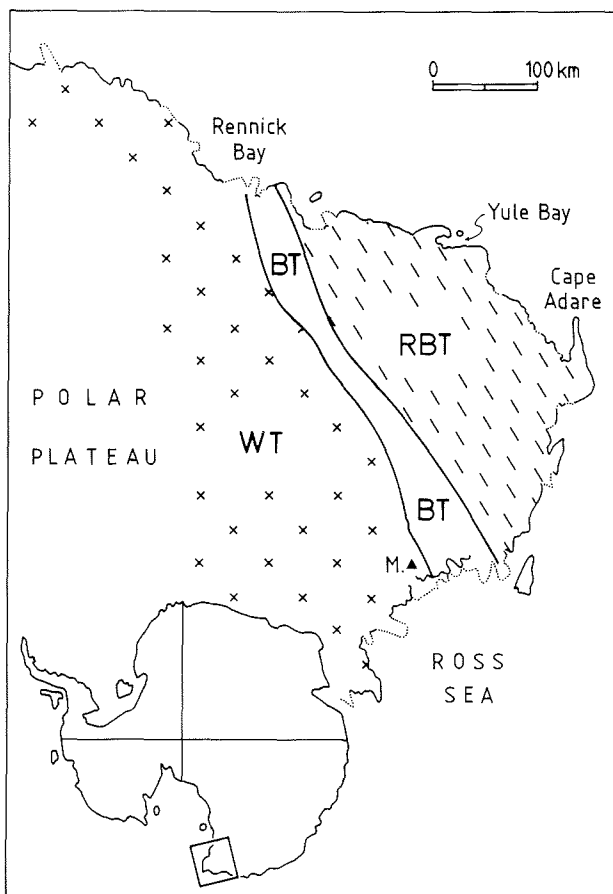 0 100 km
Rennick
Bay
Yule Bay
Cape
Adare
BT
RBT
POLAR
PLATEAU
WT
BT
M.
ROSS
SEA